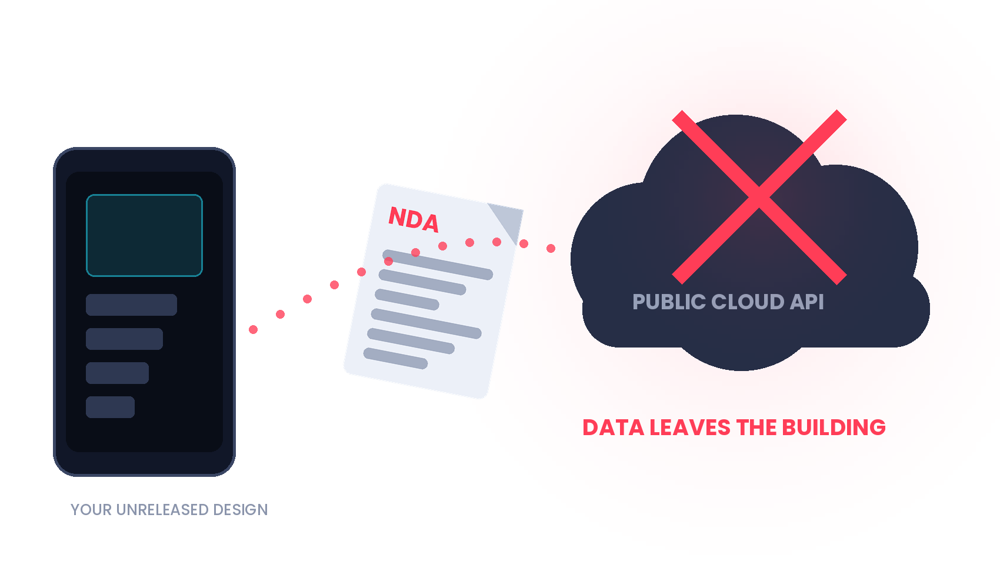 NDA
PUBLIC CLOUD API
DATA LEAVES THE BUILDING
YOUR UNRELEASED DESIGN